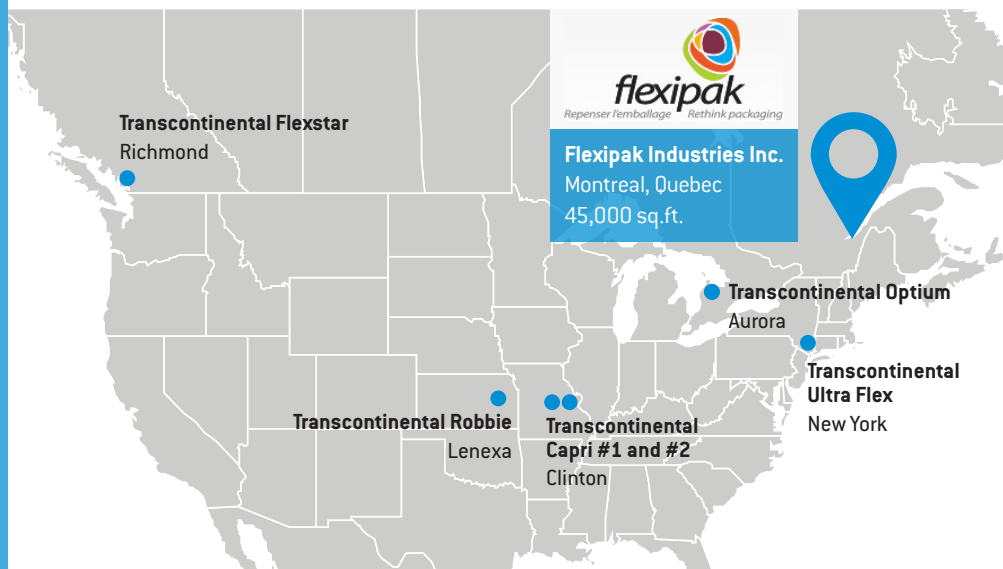 flexipak
Repenser l'emballage Rethink packaging
Flexipak Industries Inc.
Montreal, Quebec
45,000 sq.ft.
Transcontinental Flexstar
Richmond
Transcontinental Optium
Aurora
Transcontinental
Ultra Flex
New York
Transcontinental Robbie
Lenexa
Transcontinental
Capri #1 and #2
Clinton